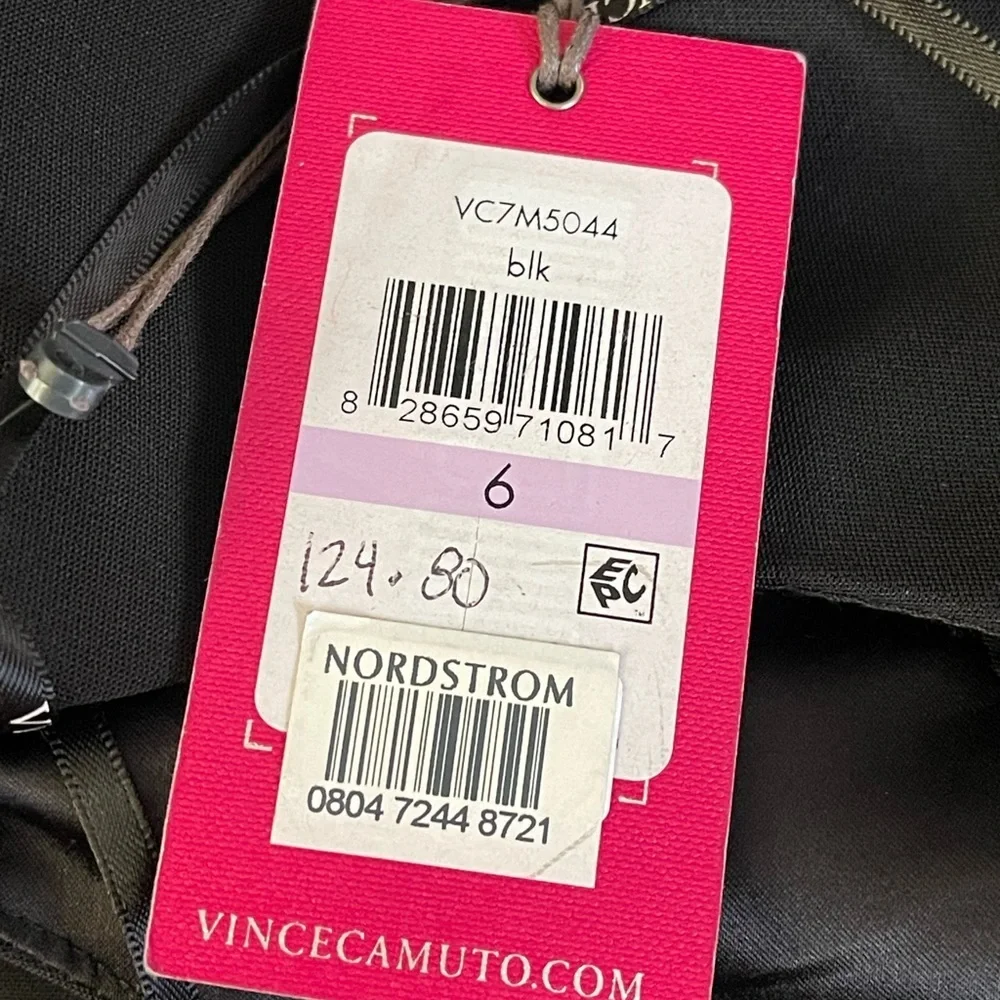 VC7M5044
blk
8 28659 71081 7
6
124.80
EPC
NORDSTROM
0804 7244 8721
VINCECAMUTO.COM
V